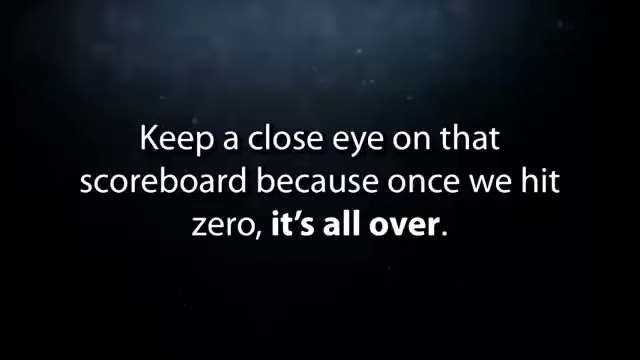 Keep a close eye on that
scoreboard because once we hit
zero, it’s all over.